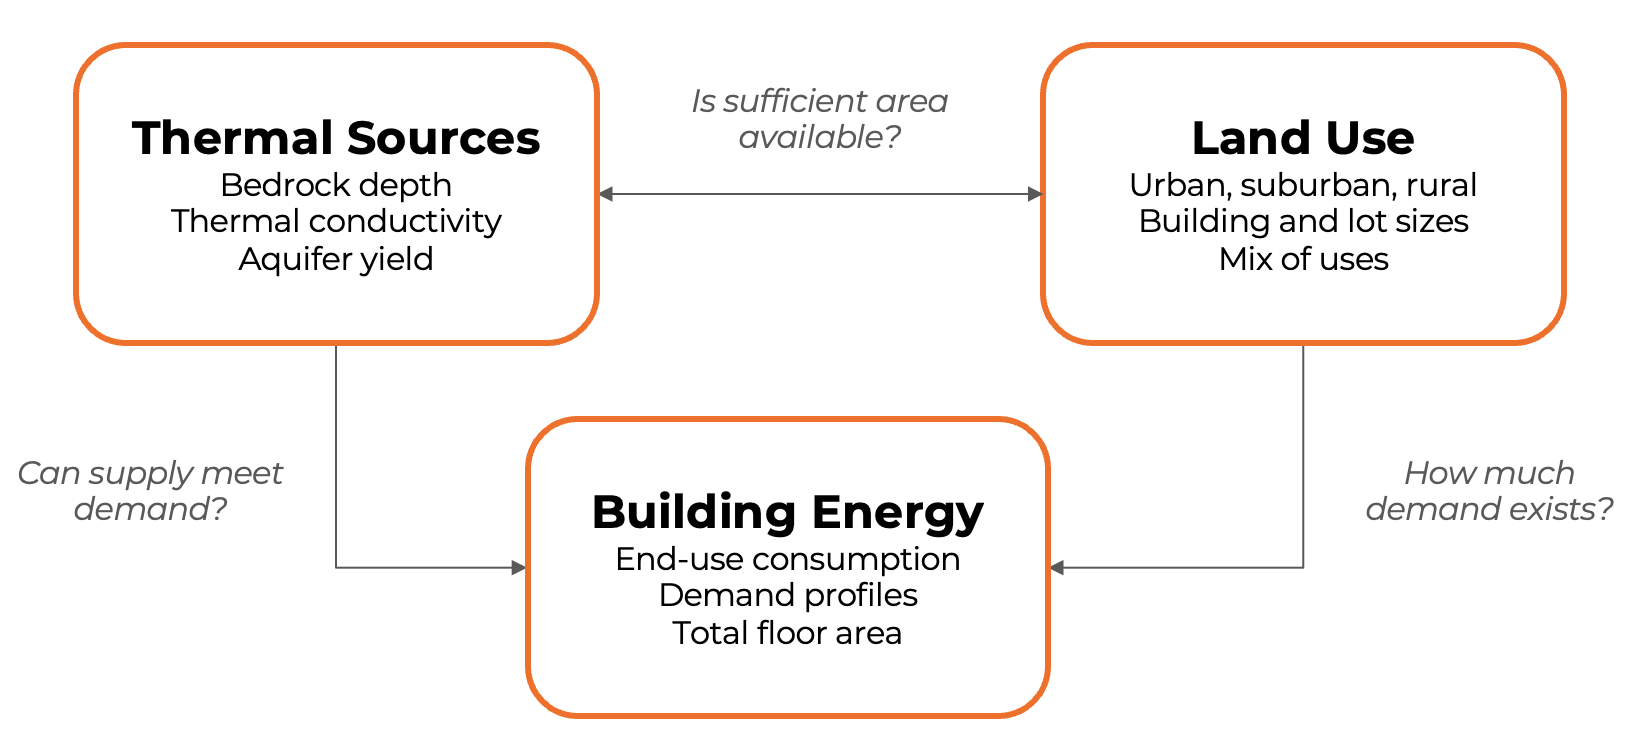 Thermal Sources
Bedrock depth
Thermal conductivity
Aquifer yield
Is sufficient area
available?
Land Use
Urban, suburban, rural
Building and lot sizes
Mix of uses
Can supply meet
demand?
Building Energy
End-use consumption
Demand profiles
Total floor area
How much
demand exists?